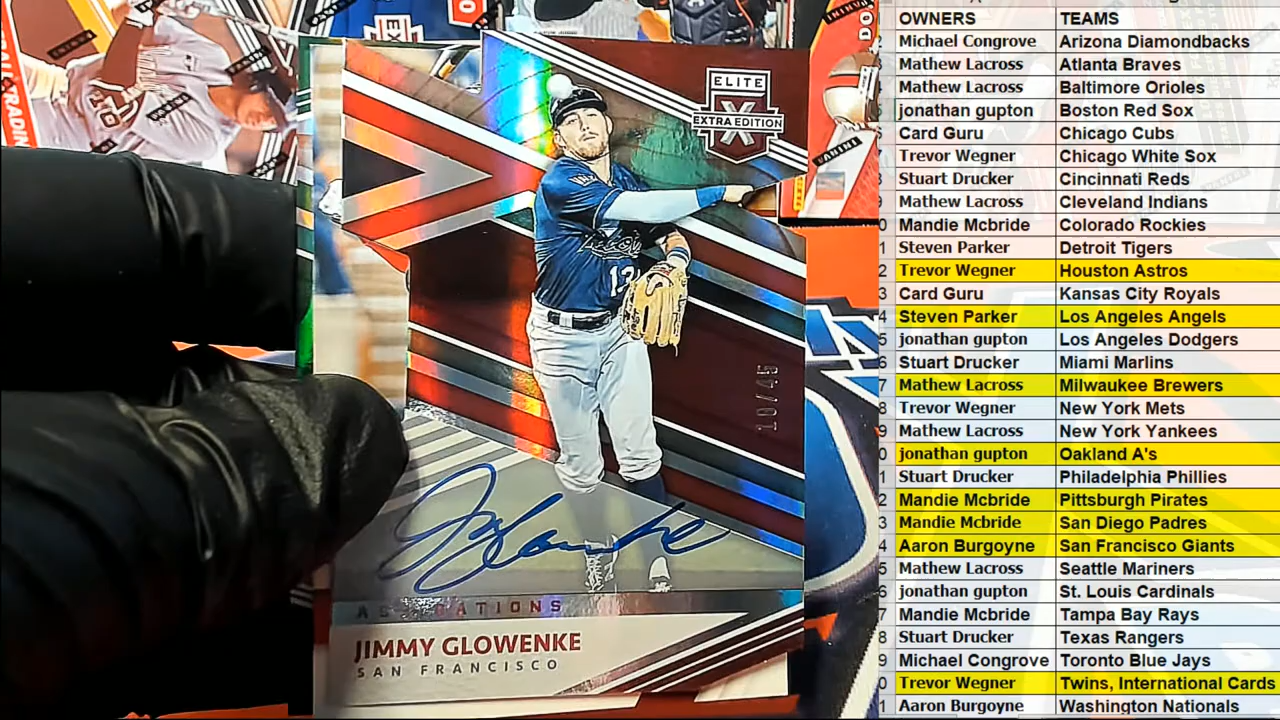 ELITE
EXTRA EDITION
X
13
10/45
ASPIRATIONS
JIMMY GLOWENKE
SAN FRANCISCO
PANINI
OWNERS TEAMS
Michael Congrove Arizona Diamondbacks
Mathew Lacross Atlanta Braves
Mathew Lacross Baltimore Orioles
jonathan gupton Boston Red Sox
Card Guru Chicago Cubs
Trevor Wegner Chicago White Sox
Stuart Drucker Cincinnati Reds
Mathew Lacross Cleveland Indians
Mandie Mcbride Colorado Rockies
Steven Parker Detroit Tigers
Trevor Wegner Houston Astros
Card Guru Kansas City Royals
Steven Parker Los Angeles Angels
jonathan gupton Los Angeles Dodgers
Stuart Drucker Miami Marlins
Mathew Lacross Milwaukee Brewers
Trevor Wegner New York Mets
Mathew Lacross New York Yankees
jonathan gupton Oakland A's
Stuart Drucker Philadelphia Phillies
Mandie Mcbride Pittsburgh Pirates
Mandie Mcbride San Diego Padres
Aaron Burgoyne San Francisco Giants
Mathew Lacross Seattle Mariners
jonathan gupton St. Louis Cardinals
Mandie Mcbride Tampa Bay Rays
Stuart Drucker Texas Rangers
Michael Congrove Toronto Blue Jays
Trevor Wegner Twins, International Cards
Aaron Burgoyne Washington Nationals